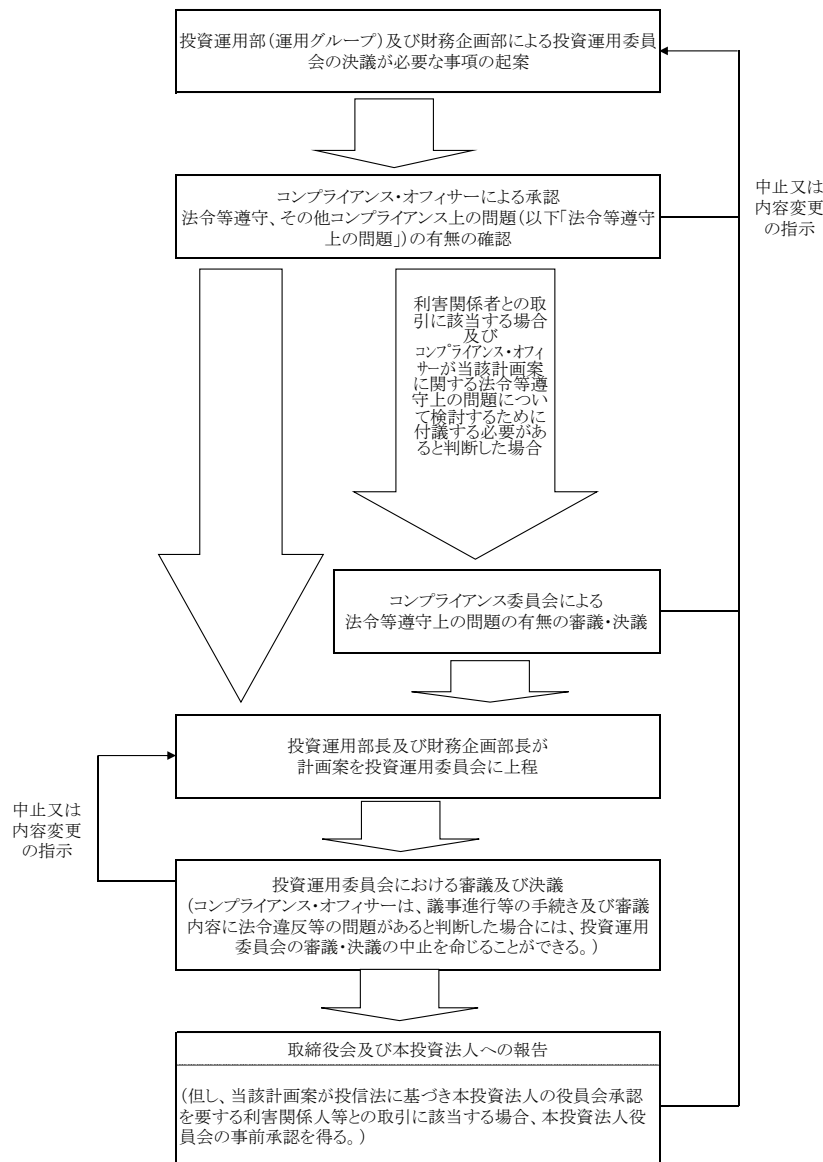 投資運用部(運用グループ)及び財務企画部による投資運用委員
会の決議が必要な事項の起案
コンプライアンス・オフィサーによる承認
法令等遵守、その他コンプライアンス上の問題(以下「法令等遵守
上の問題」)の有無の確認
中止又は
内容変更
の指示
利害関係者との取
引に該当する場合
及び
コンプライアンス・オフィ
サーが当該計画案
に関する法令等遵
守上の問題につい
て検討するために
付議する必要があ
ると判断した場合
コンプライアンス委員会による
法令等遵守上の問題の有無の審議・決議
投資運用部長及び財務企画部長が
計画案を投資運用委員会に上程
中止又は
内容変更
の指示
投資運用委員会における審議及び決議
(コンプライアンス・オフィサーは、議事進行等の手続き及び審議
内容に法令違反等の問題があると判断した場合には、投資運用
委員会の審議・決議の中止を命じることができる。)
取締役会及び本投資法人への報告
(但し、当該計画案が投信法に基づき本投資法人の役員会承認
を要する利害関係人等との取引に該当する場合、本投資法人役
員会の事前承認を得る。)